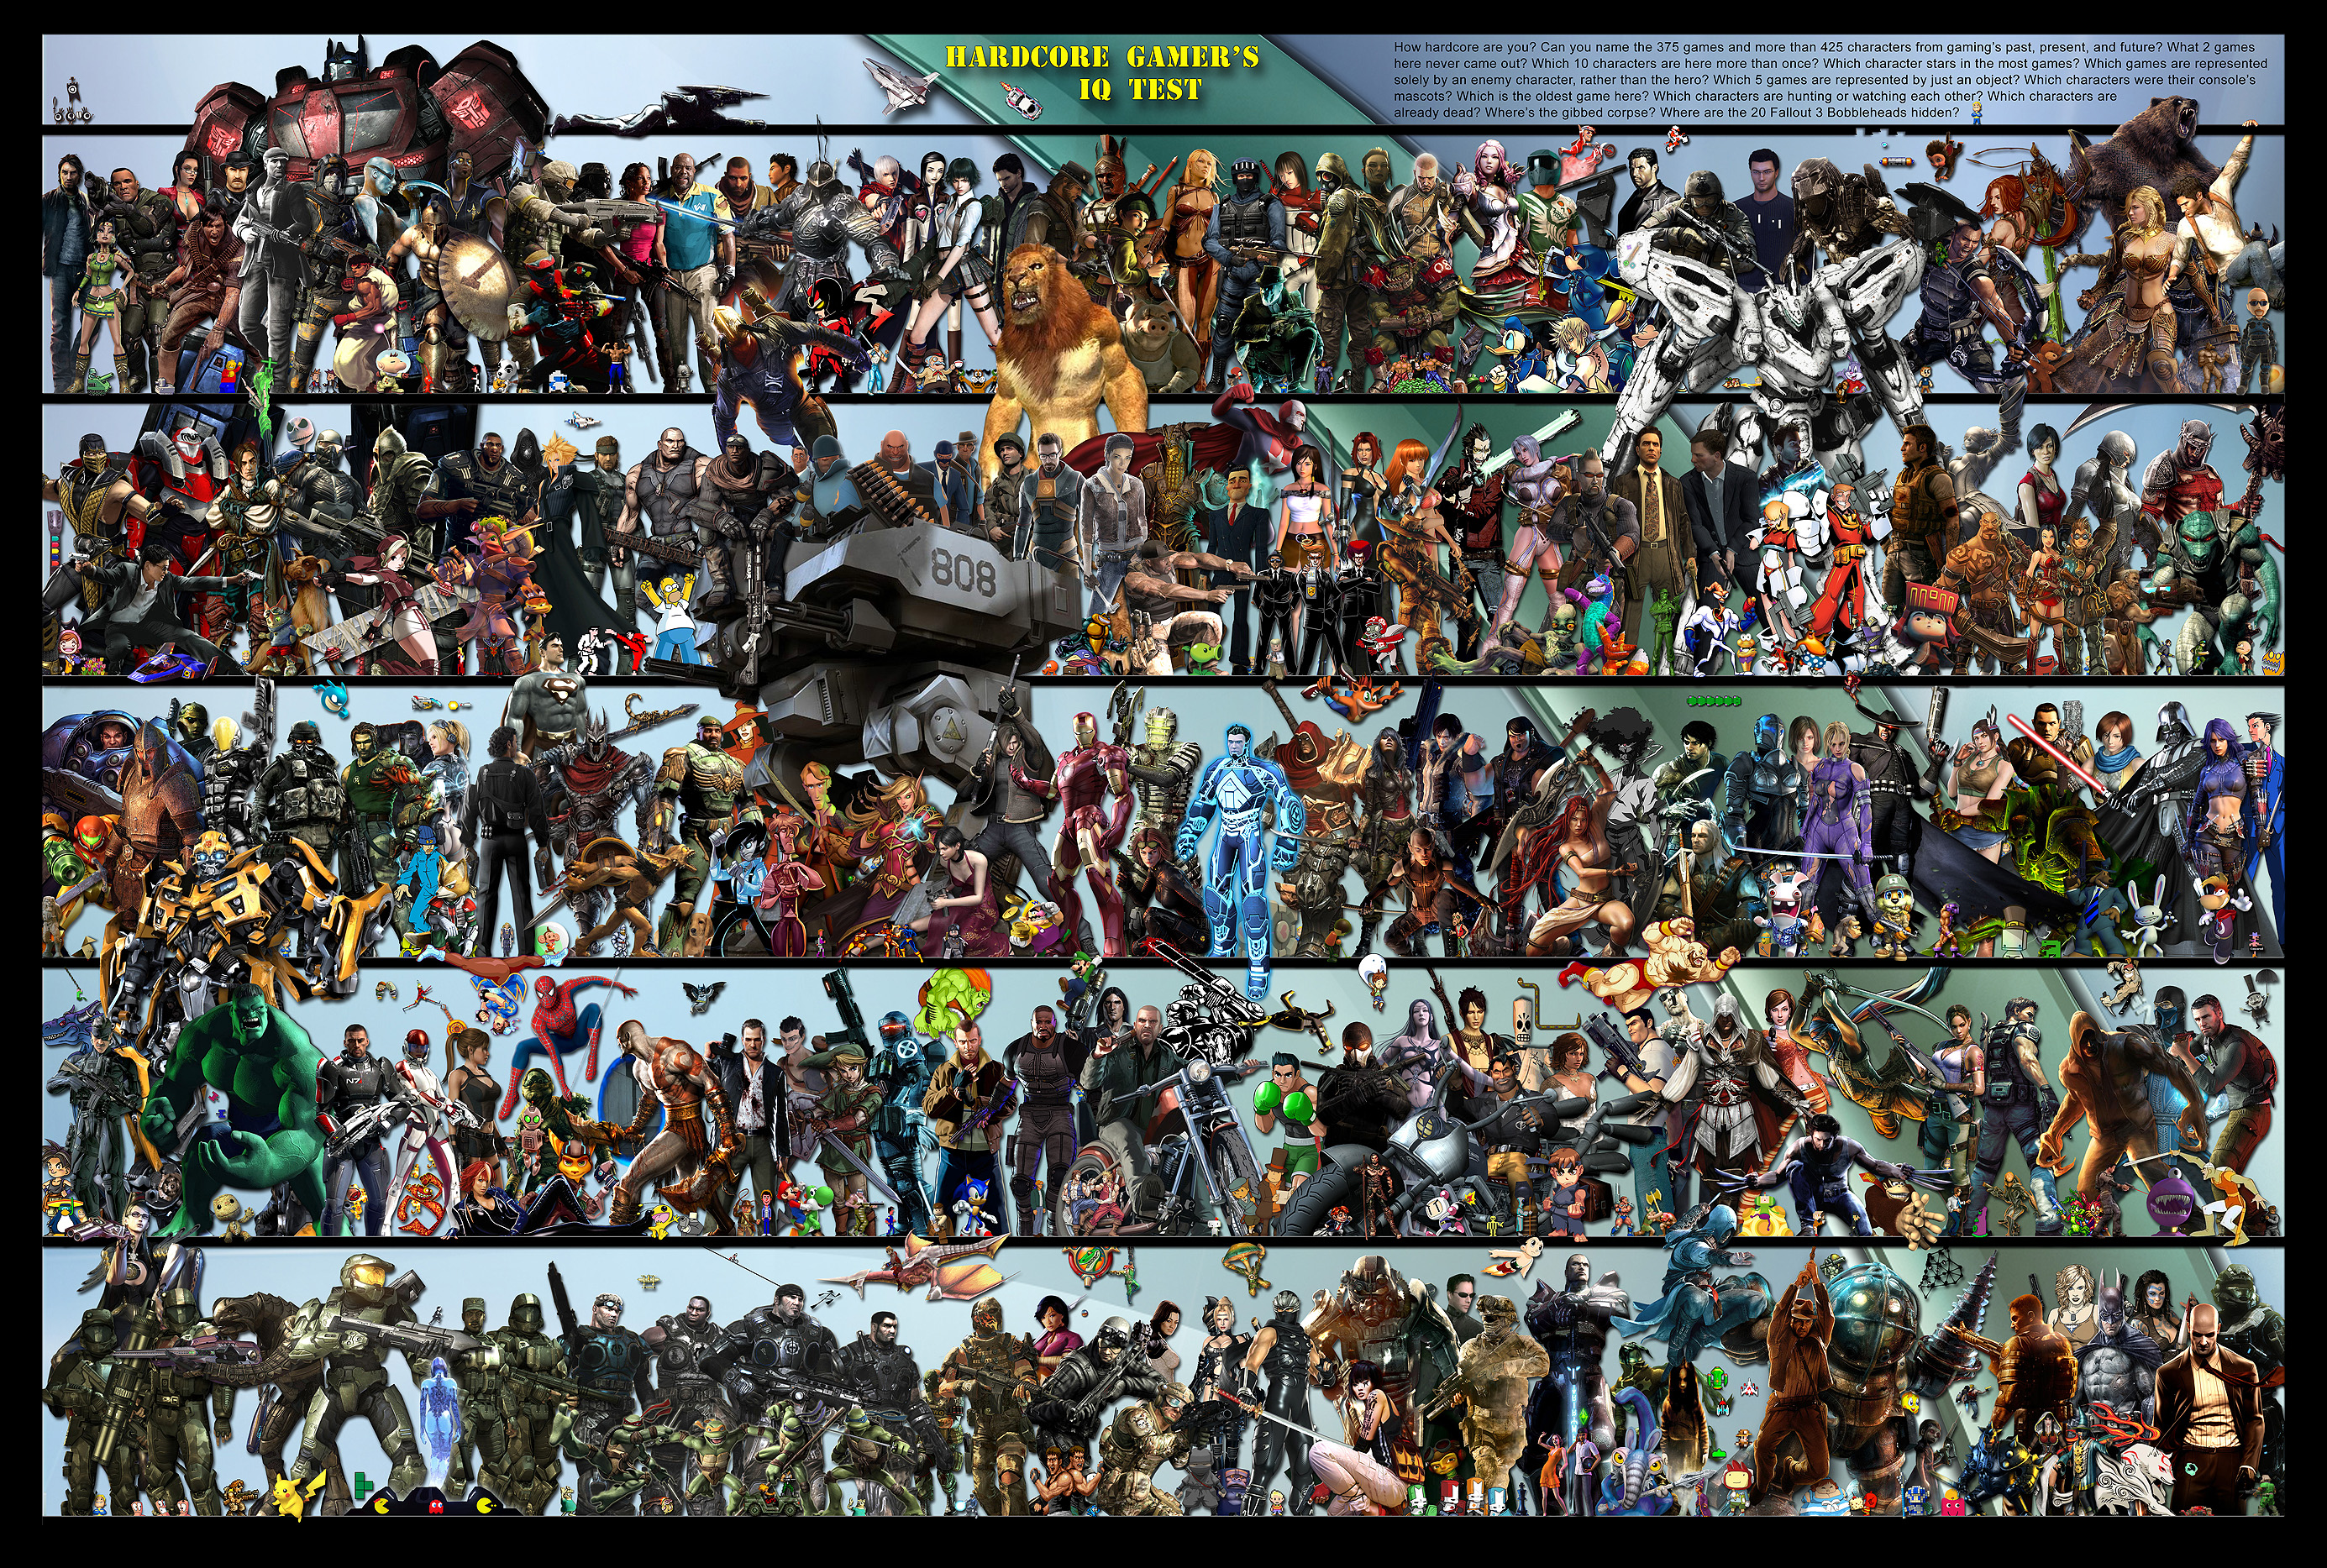 HARDCORE GAMER'S
IQ TEST
How hardcore are you? Can you name the 375 games and more than 425 characters from gaming's past, present, and future? What 2 games
here never came out? Which 10 characters are here more than once? Which character stars in the most games? Which games are represented
solely by an enemy character, rather than the hero? Which 5 games are represented by just an object? Which characters were their console's
mascots? Which is the oldest game here? Which characters are hunting or watching each other? Which characters are
already dead? Where's the gibbed corpse? Where are the 20 Fallout 3 Bobbleheads hidden?
808
N7